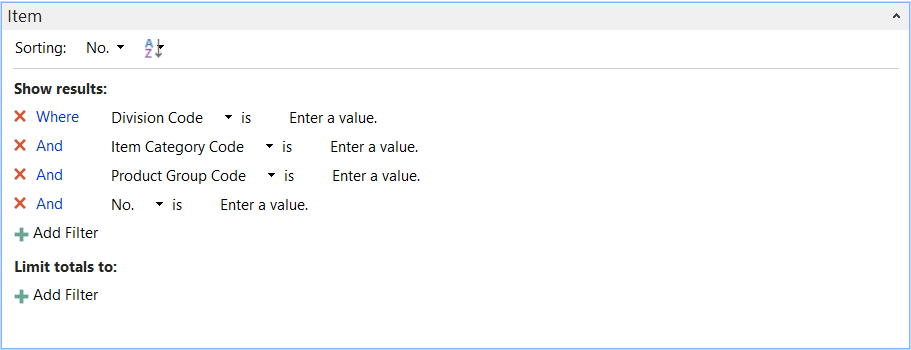 Item
Sorting: No.
Show results:
Where Division Code is Enter a value.
And Item Category Code is Enter a value.
And Product Group Code is Enter a value.
And No. is Enter a value.
Add Filter
Limit totals to:
Add Filter